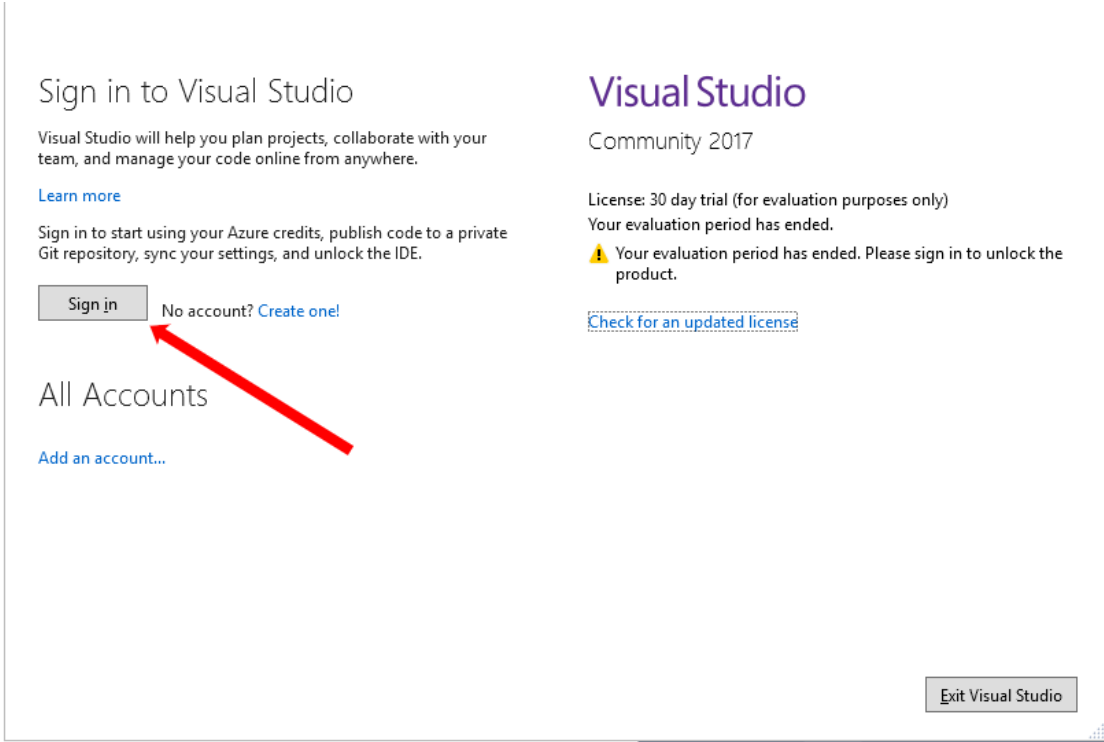 Sign in to Visual Studio
Visual Studio will help you plan projects, collaborate with your
team, and manage your code online from anywhere.
Learn more
Sign in to start using your Azure credits, publish code to a private
Git repository, sync your settings, and unlock the IDE.
Sign in
No account? Create one!
All Accounts
Add an account...
Visual Studio
Community 2017
License: 30 day trial (for evaluation purposes only)
Your evaluation period has ended.
Your evaluation period has ended. Please sign in to unlock the
product.
Check for an updated license
Exit Visual Studio